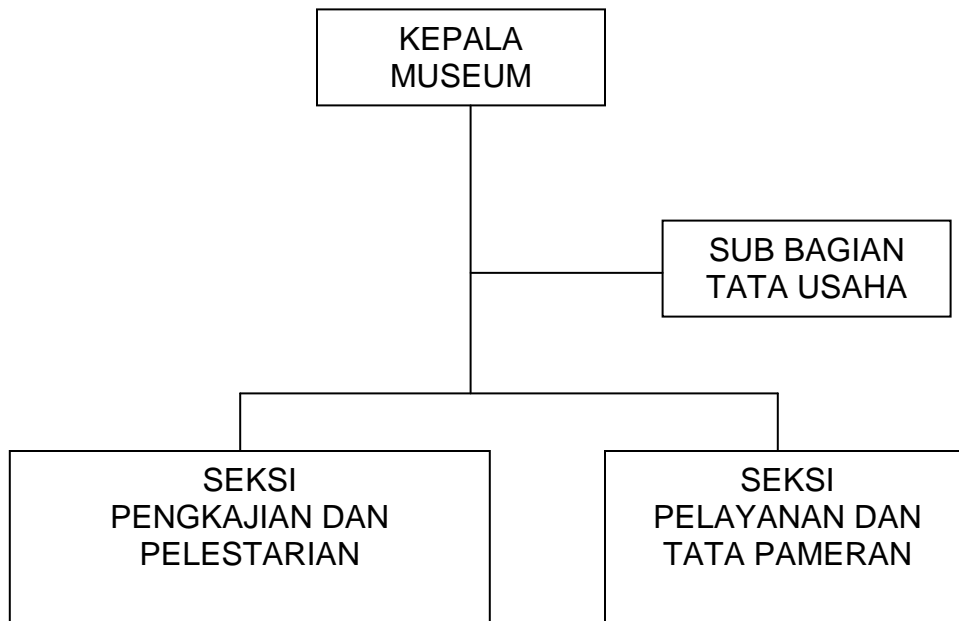 KEPALA
MUSEUM
SUB BAGIAN
TATA USAHA
SEKSI
PENGKAJIAN DAN
PELESTARIAN
SEKSI
PELAYANAN DAN
TATA PAMERAN